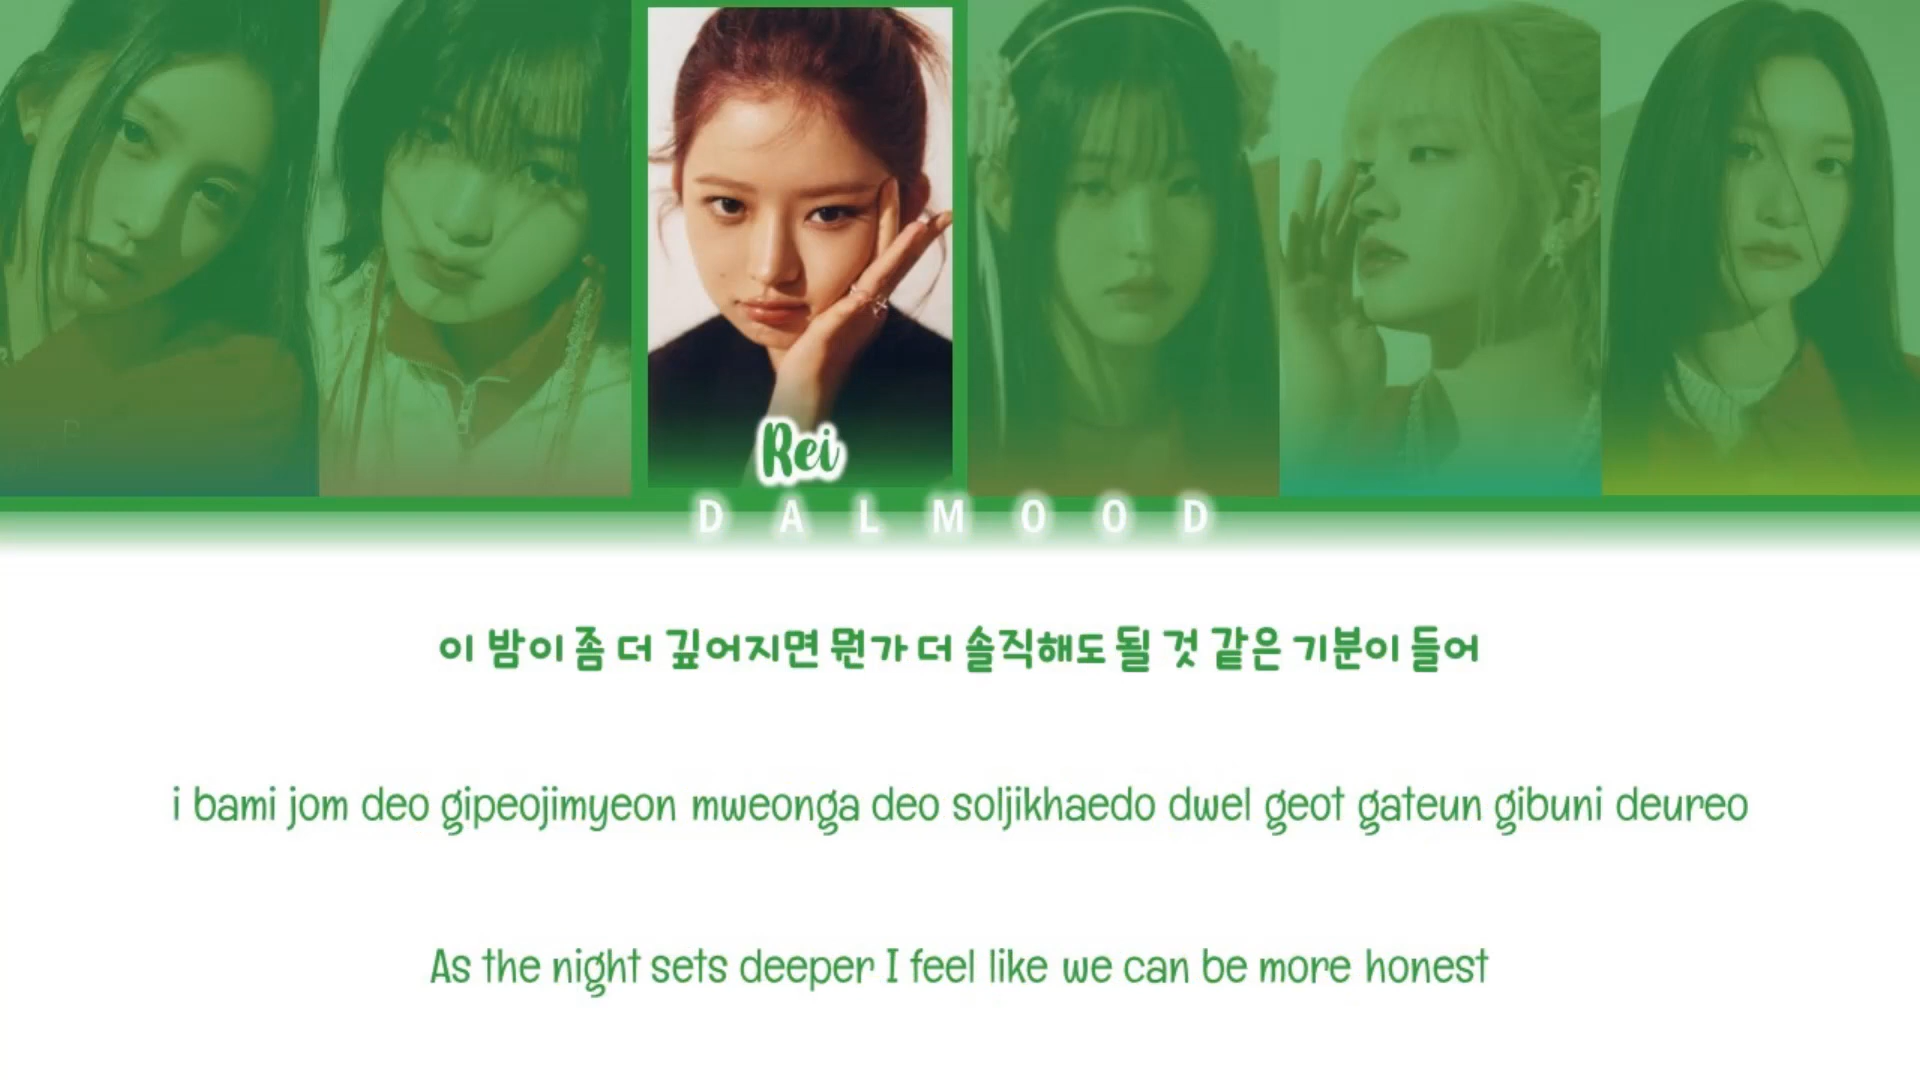 Rei
DALMOOD
이 밤이 좀 더 깊어지면 뭔가 더 솔직해도 될 것 같은 기분이 들어
i bami jom deo gipeojimyeon mweonga deo soljikhaedo dwel geot gateun gibuni deureo
As the night sets deeper I feel like we can be more honest